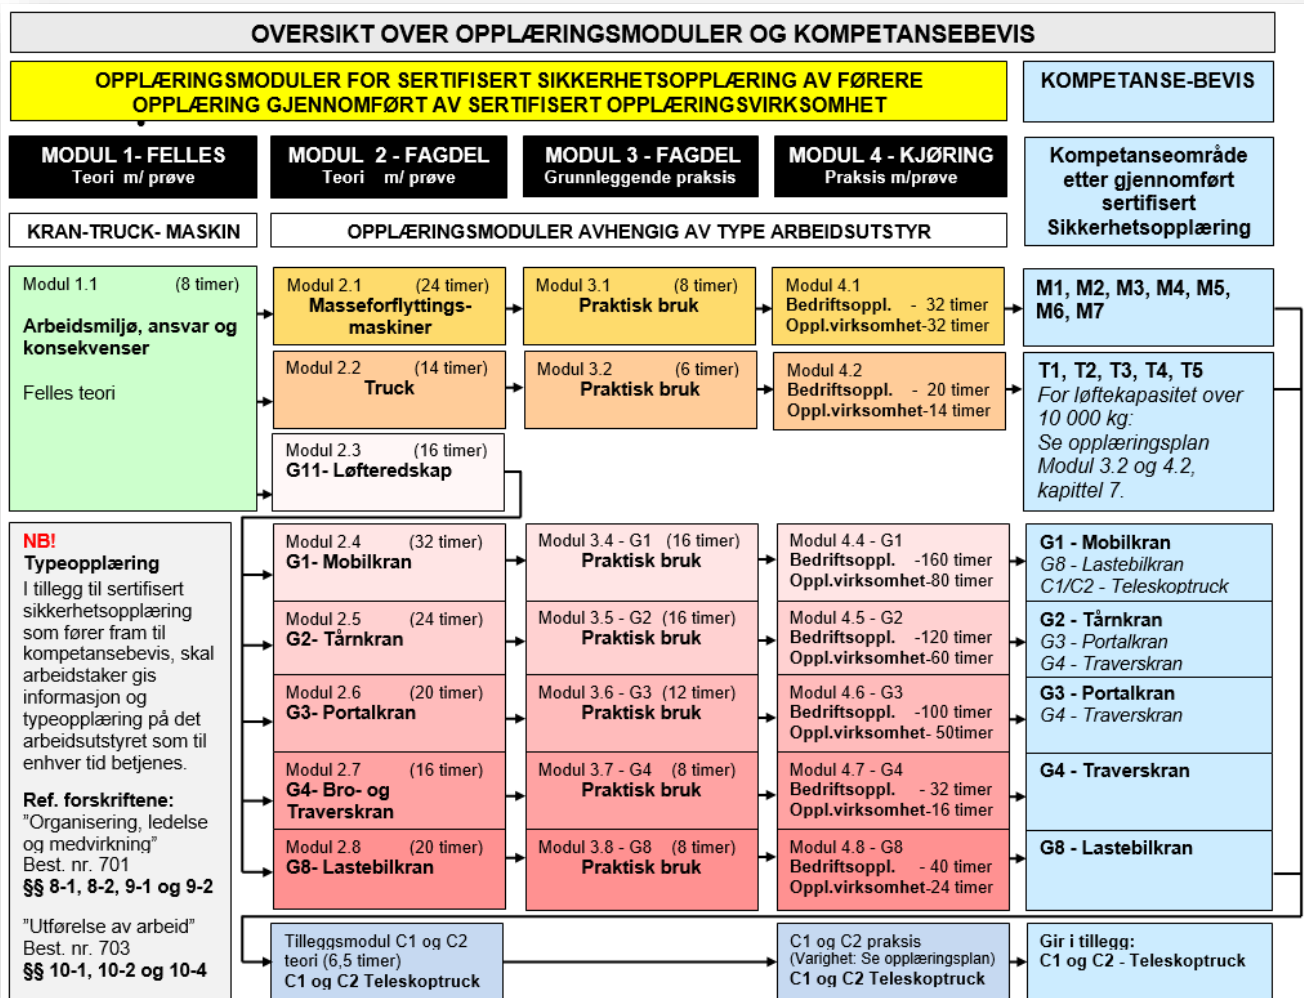 OVERSIKT OVER OPPLÆRINGSMODULER OG KOMPETANSEBEVIS
OPPLÆRINGSMODULER FOR SERTIFISERT SIKKERHETSOPPLÆRING AV FØRERE
OPPLÆRING GJENNOMFØRT AV SERTIFISERT OPPLÆRINGSVIRKSOMHET
KOMPETANSE-BEVIS
MODUL 1- FELLES
Teori m/ prøve
MODUL 2 - FAGDEL
Teori m/ prøve
MODUL 3 - FAGDEL
Grunnleggende praksis
MODUL 4 - KJØRING
Praksis m/prøve
Kompetanseområde
etter gjennomført
sertifisert
Sikkerhetsopplæring
KRAN-TRUCK- MASKIN
OPPLÆRINGSMODULER AVHENGIG AV TYPE ARBEIDSUTSTYR
Modul 1.1 (8 timer)
Arbeidsmiljø, ansvar og
konsekvenser
Felles teori
Modul 2.1 (24 timer)
Masseforflyttings-
maskiner
Modul 3.1 (8 timer)
Praktisk bruk
Modul 4.1
Bedriftsoppl. - 32 timer
Oppl.virksomhet-32 timer
M1, M2, M3, M4, M5,
M6, M7
Modul 2.2 (14 timer)
Truck
Modul 3.2 (6 timer)
Praktisk bruk
Modul 4.2
Bedriftsoppl. - 20 timer
Oppl.virksomhet-14 timer
T1, T2, T3, T4, T5
For løftekapasitet over
10 000 kg:
Se opplæringsplan
Modul 3.2 og 4.2,
kapittel 7.
Modul 2.3 (16 timer)
G11- Løfteredskap
NB!
Typeopplæring
I tillegg til sertifisert
sikkerhetsopplæring
som fører fram til
kompetansebevis, skal
arbeidstaker gis
informasjon og
typeopplæring på det
arbeidsutstyret som til
enhver tid betjenes.
Ref. forskriftene:
"Organisering, ledelse
og medvirkning"
Best. nr. 701
§§ 8-1, 8-2, 9-1 og 9-2
"Utførelse av arbeid"
Best. nr. 703
§§ 10-1, 10-2 og 10-4
Modul 2.4 (32 timer)
G1- Mobilkran
Modul 3.4 - G1 (16 timer)
Praktisk bruk
Modul 4.4 - G1
Bedriftsoppl. -160 timer
Oppl.virksomhet-80 timer
G1 - Mobilkran
G8 - Lastebilkran
C1/C2 - Teleskoptruck
Modul 2.5 (24 timer)
G2- Tårnkran
Modul 3.5 - G2 (16 timer)
Praktisk bruk
Modul 4.5 - G2
Bedriftsoppl. -120 timer
Oppl.virksomhet-60 timer
G2 - Tårnkran
G3 - Portalkran
G4 - Traverskran
Modul 2.6 (20 timer)
G3- Portalkran
Modul 3.6 - G3 (12 timer)
Praktisk bruk
Modul 4.6 - G3
Bedriftsoppl. -100 timer
Oppl.virksomhet- 50timer
G3 - Portalkran
G4 - Traverskran
Modul 2.7 (16 timer)
G4- Bro- og
Traverskran
Modul 3.7 - G4 (8 timer)
Praktisk bruk
Modul 4.7 - G4
Bedriftsoppl. - 32 timer
Oppl.virksomhet-16 timer
G4 - Traverskran
Modul 2.8 (20 timer)
G8- Lastebilkran
Modul 3.8 - G8 (8 timer)
Praktisk bruk
Modul 4.8 - G8
Bedriftsoppl. - 40 timer
Oppl.virksomhet-24 timer
G8 - Lastebilkran
Tilleggsmodul C1 og C2
teori (6,5 timer)
C1 og C2 Teleskoptruck
C1 og C2 praksis
(Varighet: Se opplæringsplan)
C1 og C2 Teleskoptruck
Gir i tillegg:
C1 og C2 - Teleskoptruck